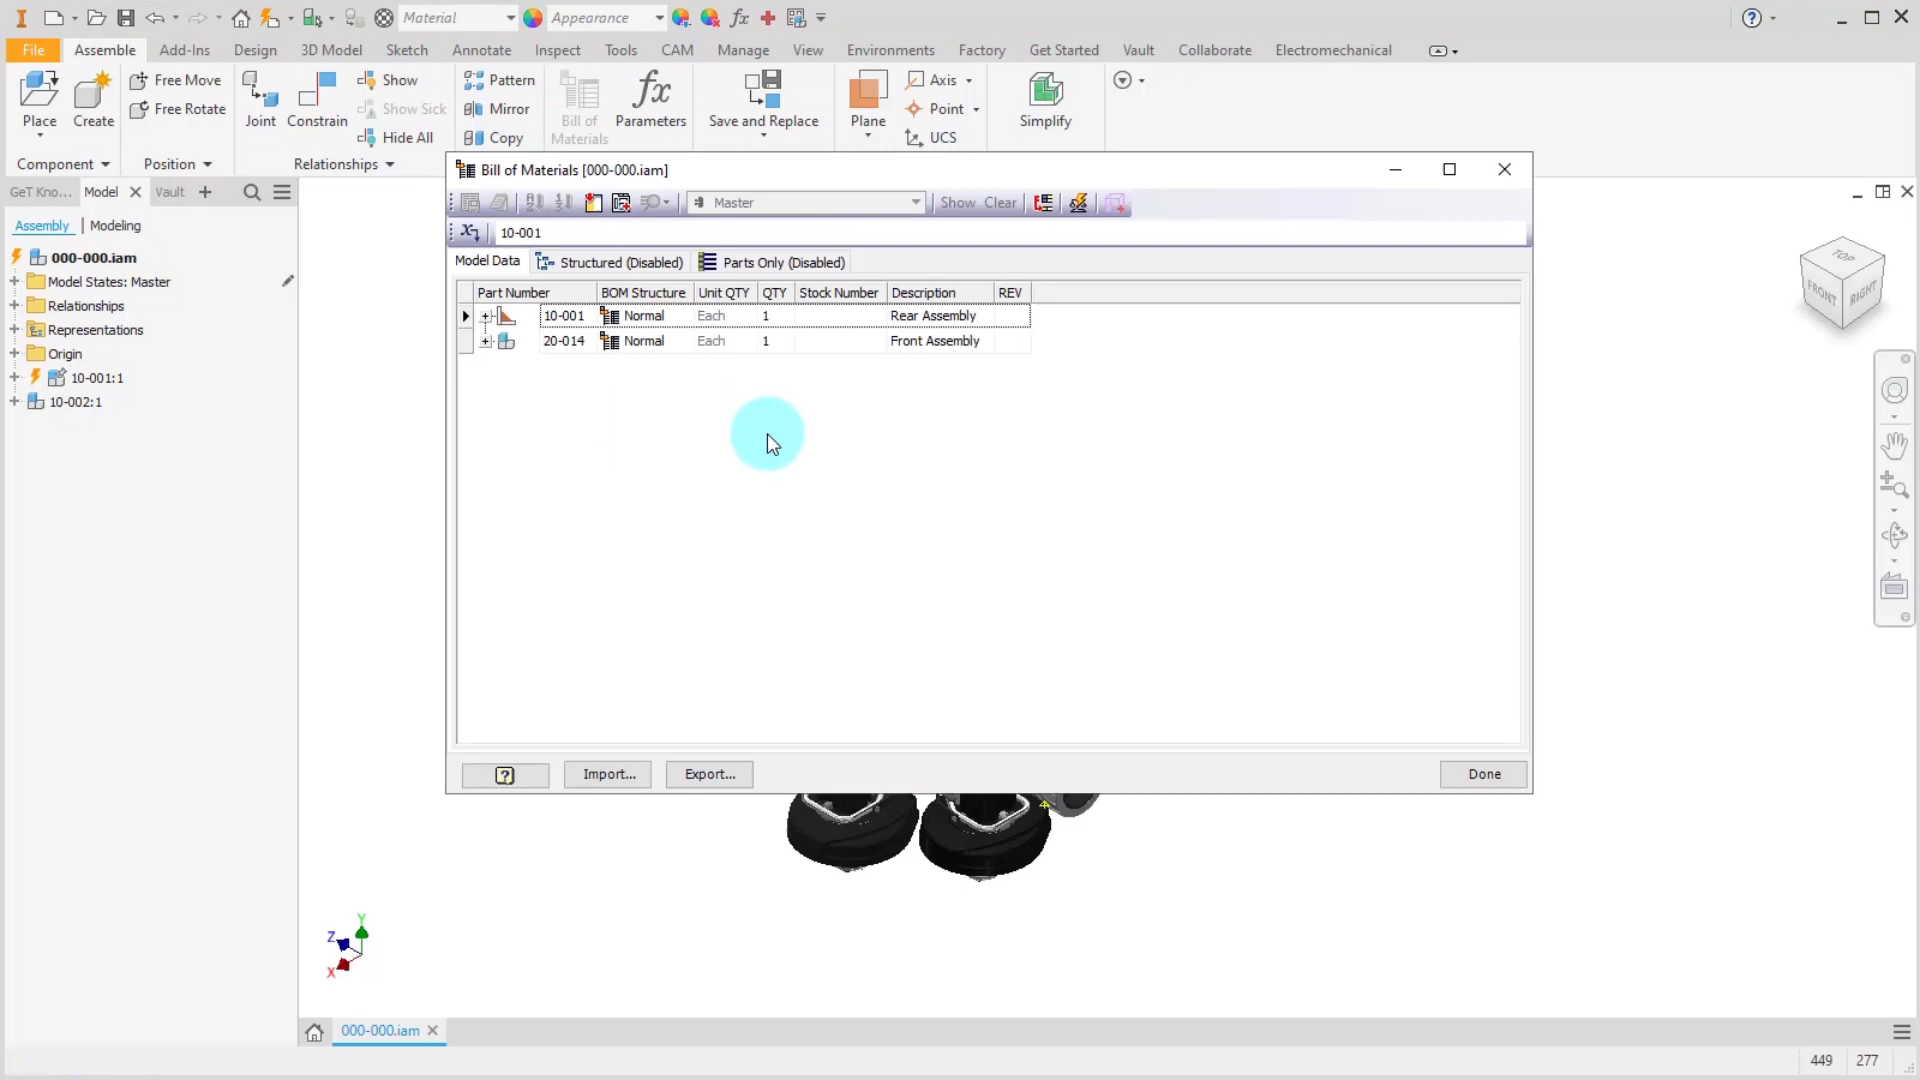 Material
Appearance
File Assemble Add-Ins Design 3D Model Sketch Annotate Inspect Tools CAM Manage View Environments Factory Get Started Vault Collaborate Electromechanical
Place
Create
Free Move
Free Rotate
Joint
Constrain
Show
Show Sick
Hide All
Pattern
Mirror
Copy
Bill of
Materials
fx
Parameters
Save and Replace
Plane
Axis
Point
UCS
Simplify
Component
Position
Relationships
GeT Kno...
Model
Vault
Assembly
Modeling
000-000.iam
Model States: Master
Relationships
Representations
Origin
10-001:1
10-002:1
Bill of Materials [000-000.iam]
Master
Show Clear
10-001
Model Data Structured (Disabled) Parts Only (Disabled)
Part Number BOM Structure Unit QTY QTY Stock Number Description REV
10-001 Normal Each 1 Rear Assembly
20-014 Normal Each 1 Front Assembly
Import... Export... Done
TOP
FRONT
RIGHT
Y
Z
X
000-000.iam
449 277